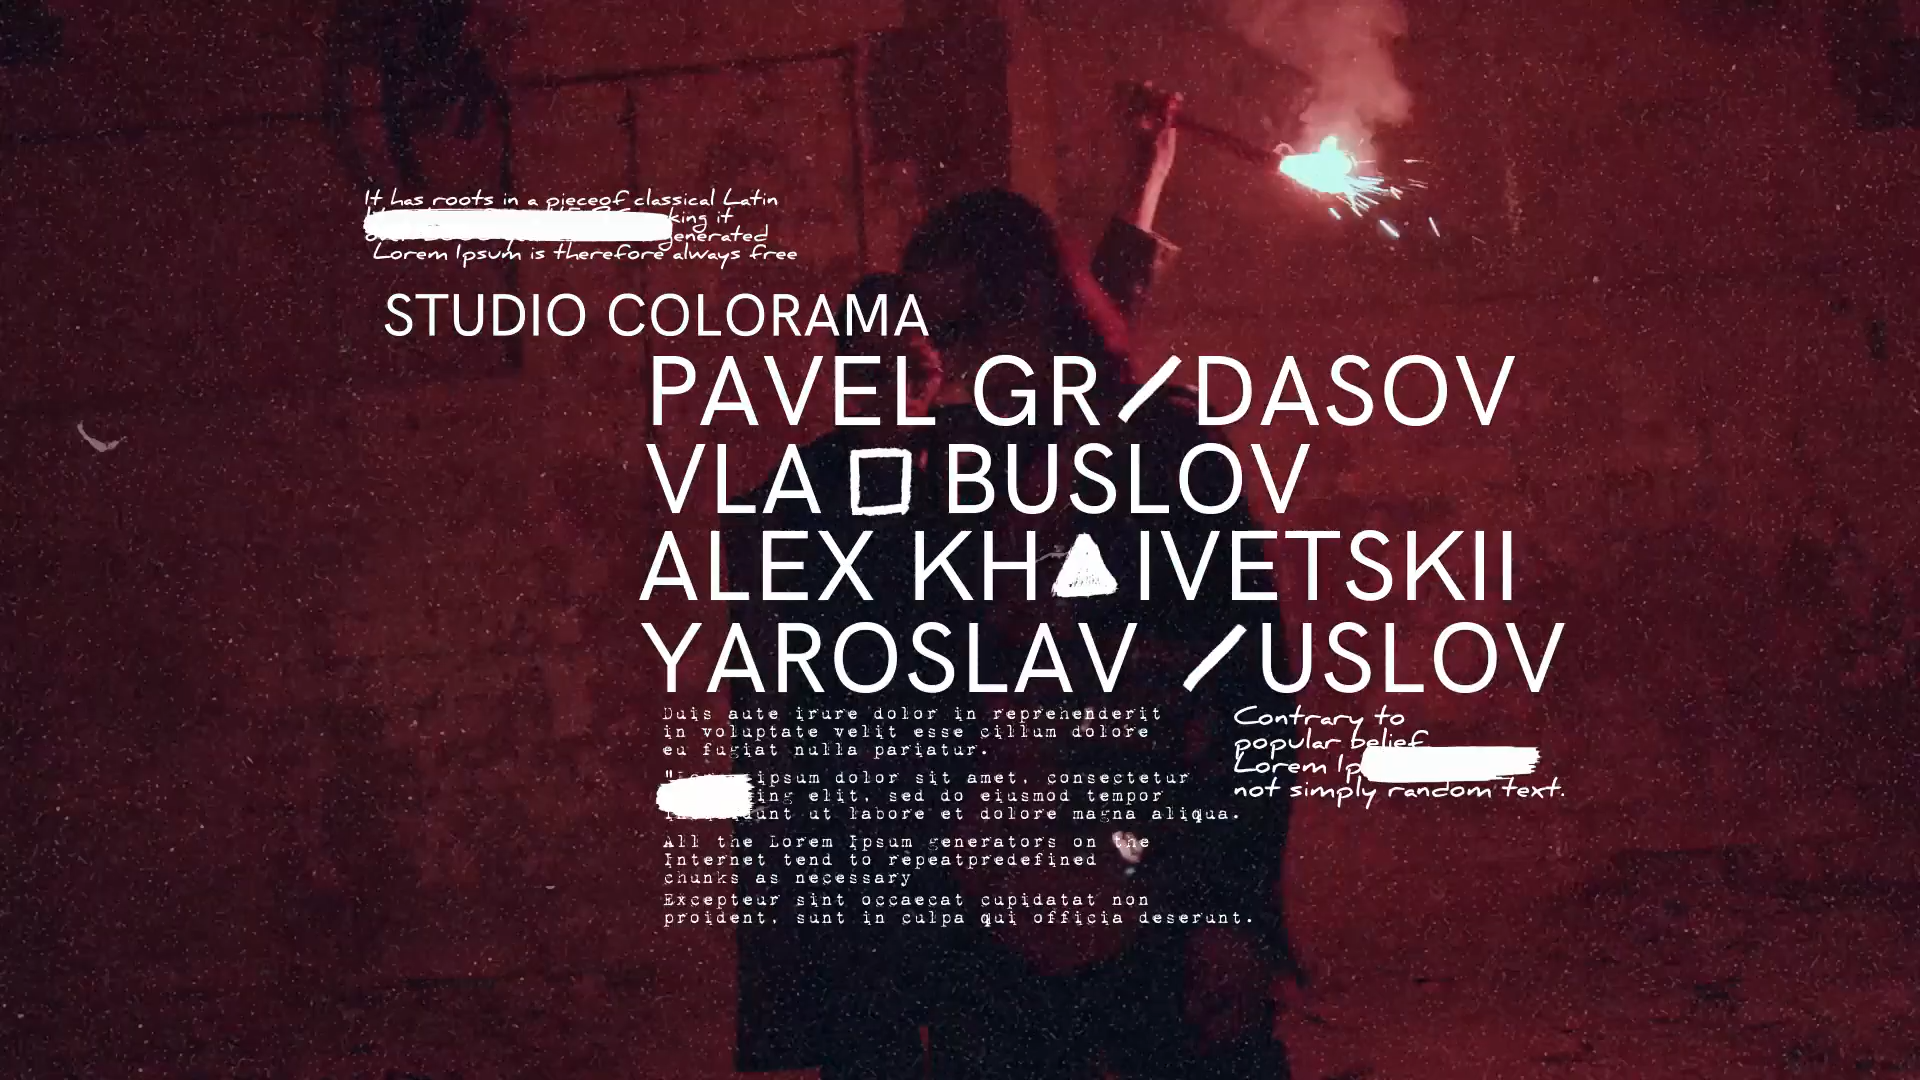 It has roots in a pieceof classical Latin
king it
enerated
Lorem Ipsum is therefore always free
STUDIO COLORAMA
PAVEL GR/DASOV
VLA □ BUSLOV
ALEX KH▲IVETSKII
YAROSLAV /USLOV
Duis aute irure dolor in reprehenderit
in voluptate velit esse cillum dolore
eu fugiat nulla pariatur.
ipsum dolor sit amet, consectetur
ing elit, sed do eiusmod tempor
unt ut labore et dolore magna aliqua.
All the Lorem Ipsum generators on the
Internet tend to repeatpredefined
chunks as necessary
Excepteur sint occaecat cupidatat non
proident, sunt in culpa qui officia deserunt.
Contrary to
popular belief
Lorem Ip
not simply random text.